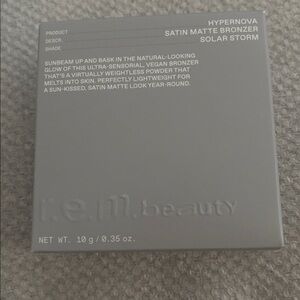 PRODUCT HYPERNOVA
DESCR. SATIN MATTE BRONZER
SHADE SOLAR STORM
SUNBEAM UP AND BASK IN THE NATURAL-LOOKING
GLOW OF THIS ULTRA-SENSORIAL, VEGAN BRONZER
THAT'S A VIRTUALLY WEIGHTLESS POWDER THAT
MELTS INTO SKIN. PERFECTLY LIGHTWEIGHT FOR
A SUN-KISSED, SATIN MATTE LOOK YEAR-ROUND.
r.e.m.beauty
NET WT. 10 g / 0.35 oz.